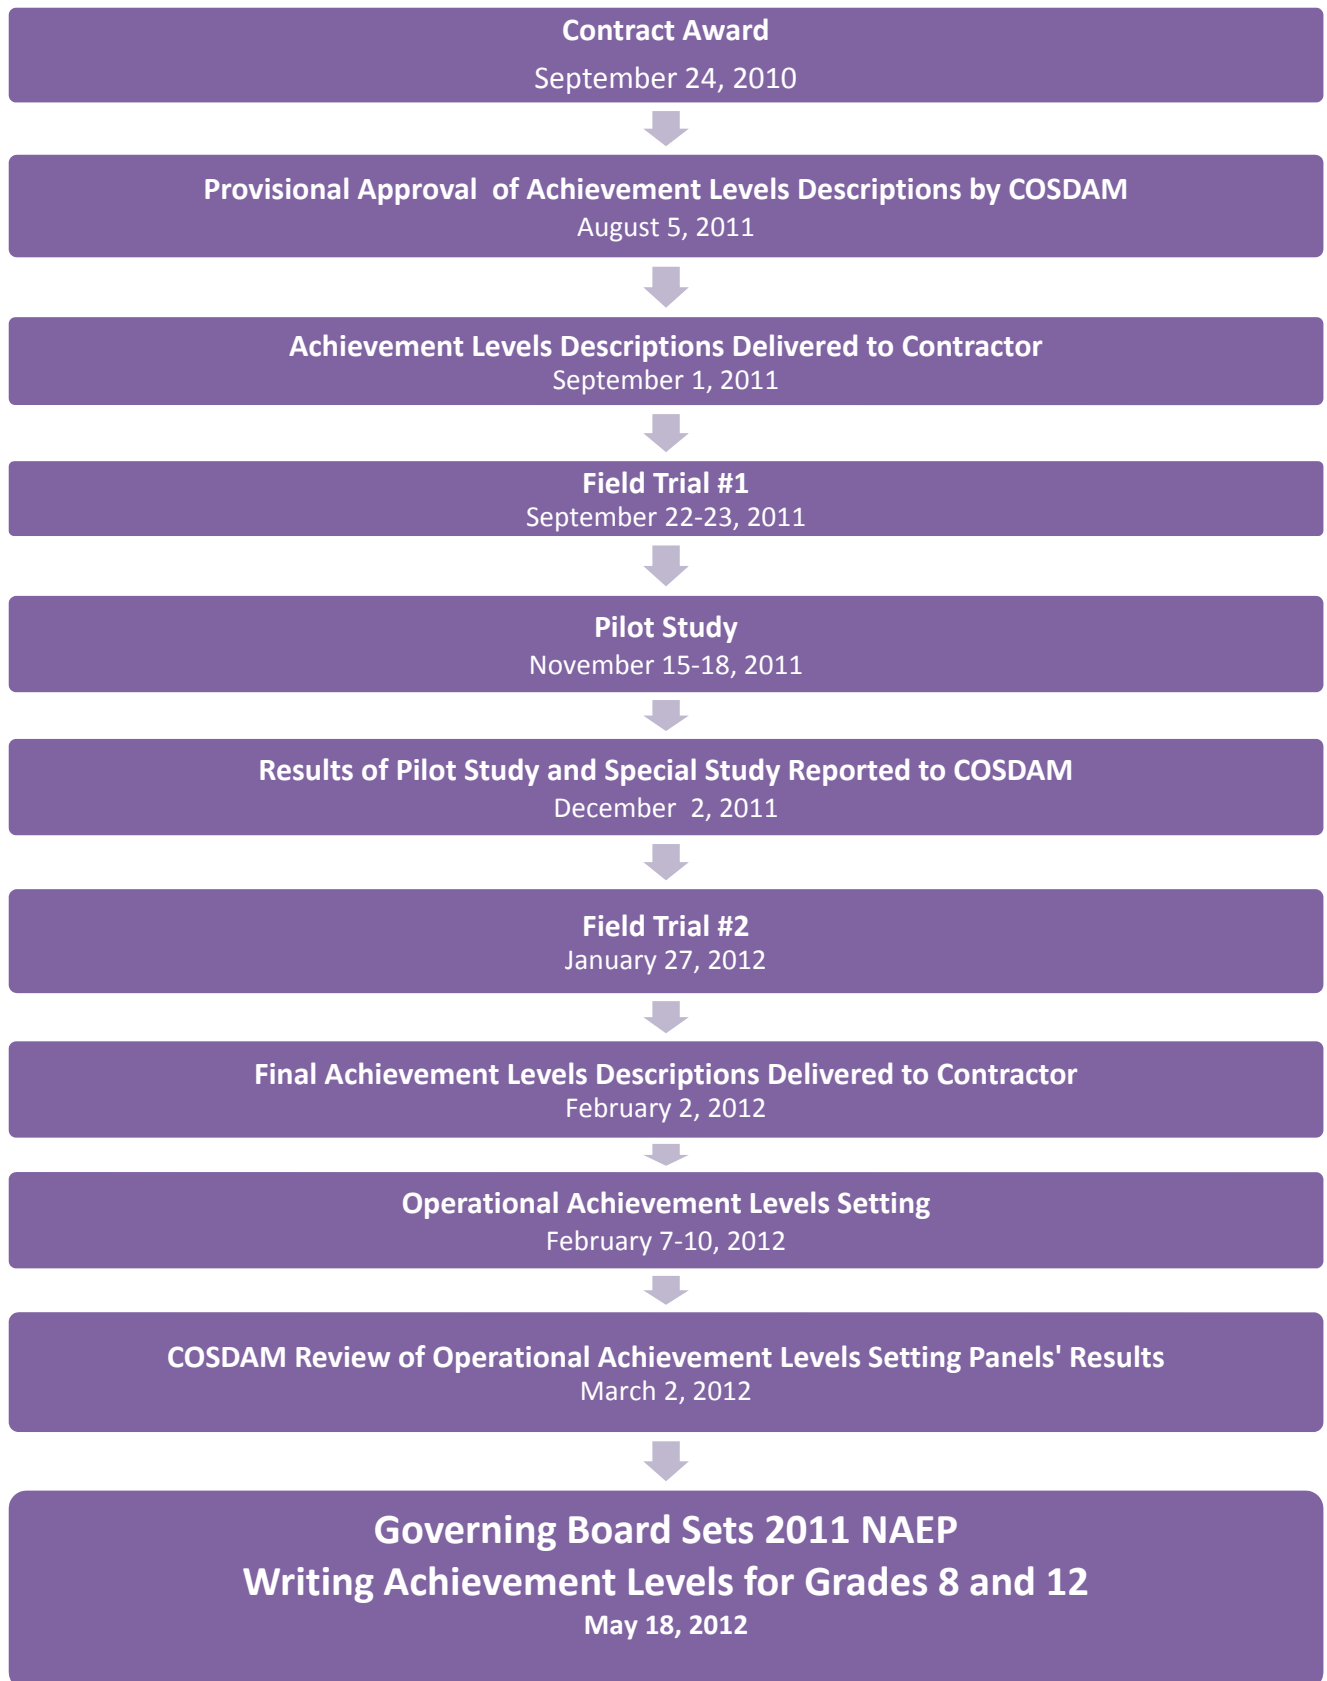 Contract Award
September 24, 2010
Provisional Approval  of Achievement Levels Descriptions by COSDAM
August 5, 2011
Achievement Levels Descriptions Delivered to Contractor
September 1, 2011
Field Trial #1
September 22-23, 2011
Pilot Study
November 15-18, 2011
Results of Pilot Study and Special Study Reported to COSDAM
December  2, 2011
Field Trial #2
January 27, 2012
Final Achievement Levels Descriptions Delivered to Contractor
February 2, 2012
Operational Achievement Levels Setting
February 7-10, 2012
COSDAM Review of Operational Achievement Levels Setting Panels' Results
March 2, 2012
Governing Board Sets 2011 NAEP
Writing Achievement Levels for Grades 8 and 12
May 18, 2012